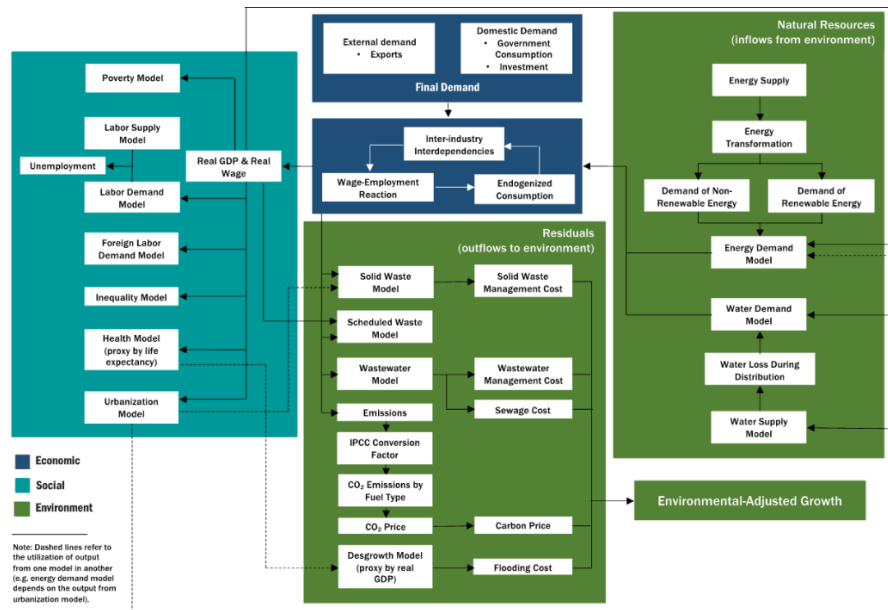 External demand
• Exports
Domestic Demand
• Government
Consumption
• Investment
Final Demand
Natural Resources
(inflows from environment)
Poverty Model
Labor Supply
Model
Unemployment
Labor Demand
Model
Foreign Labor
Demand Model
Inequality Model
Health Model
(proxy by life
expectancy)
Urbanization
Model
Real GDP & Real
Wage
Inter-industry
Interdependencies
Wage-Employment
Reaction
Endogenized
Consumption
Energy Supply
Energy
Transformation
Demand of Non-
Renewable Energy
Demand of
Renewable Energy
Energy Demand
Model
Water Demand
Model
Water Loss During
Distribution
Water Supply
Model
Residuals
(outflows to environment)
Solid Waste
Model
Solid Waste
Management Cost
Scheduled Waste
Model
Wastewater
Model
Wastewater
Management Cost
Sewage Cost
Emissions
IPCC Conversion
Factor
CO₂ Emissions by
Fuel Type
CO₂ Price
Carbon Price
Desgrowth Model
(proxy by real
GDP)
Flooding Cost
Environmental-Adjusted Growth
Economic
Social
Environment
Note: Dashed lines refer to
the utilization of output
from one model in another
(e.g. energy demand model
depends on the output from
urbanization model).